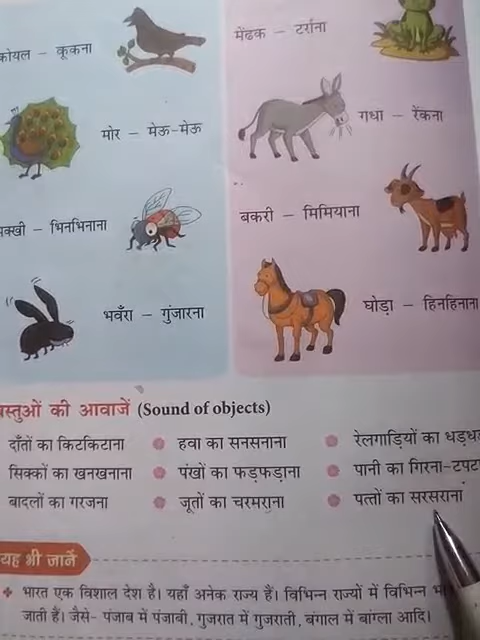 कोयल – कूकना
मेंढक – टर्राना
मोर – मेऊ-मेऊ
गधा – रेंकना
मक्खी – भिनभिनाना
बकरी – मिमियाना
भवँरा – गुंजारना
घोड़ा – हिनहिनाना
वस्तुओं की आवाजें (Sound of objects)
दाँतों का किटकिटाना
हवा का सनसनाना
रेलगाड़ियों का
सिक्कों का खनखनाना
पंखों का फड़फड़ाना
पानी का गिरना-टपट
बादलों का गरजना
जूतों का चरमराना
पत्तों का सरसराना
यह भी जानें
भारत एक विशाल देश है। यहाँ अनेक राज्य हैं। विभिन्न राज्यों में विभिन्न
जाती हैं। जैसे- पंजाब में पंजाबी, गुजरात में गुजराती, बंगाल में बांग्ला आदि।